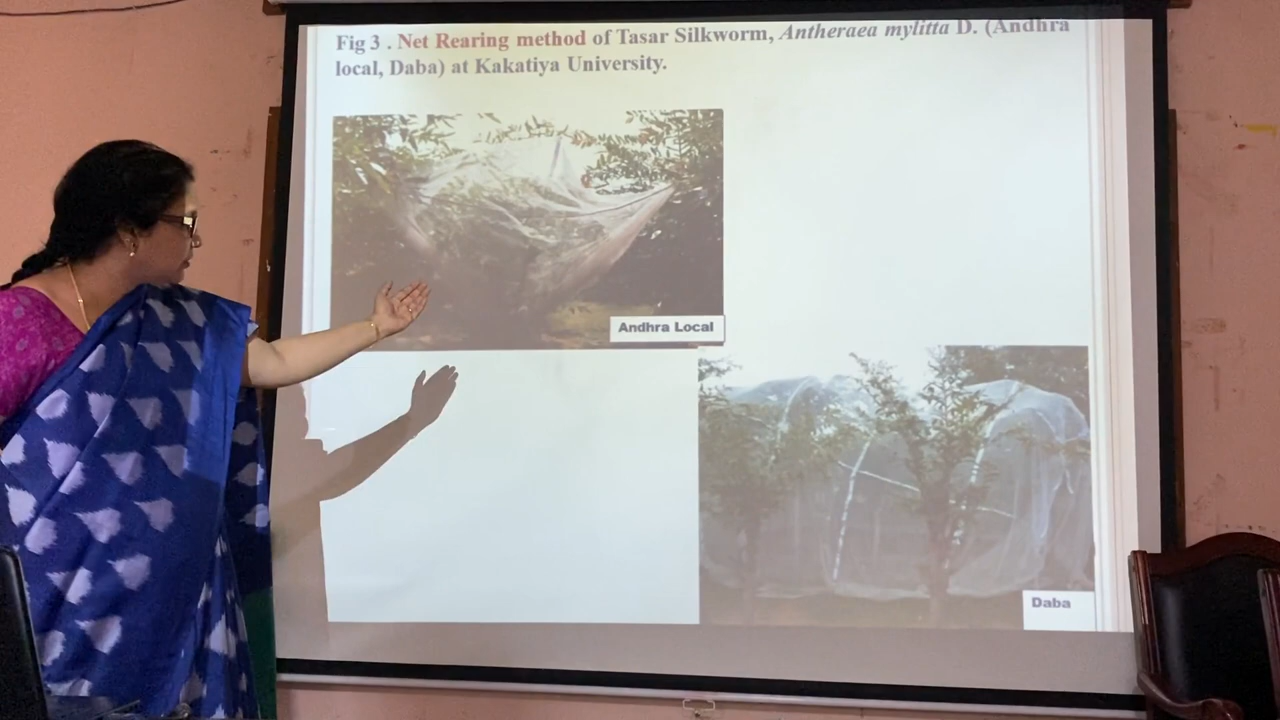 Fig 3 . Net Rearing method of Tasar Silkworm, Antheraea mylitta D. (Andhra
local, Daba) at Kakatiya University.
Andhra Local
Daba